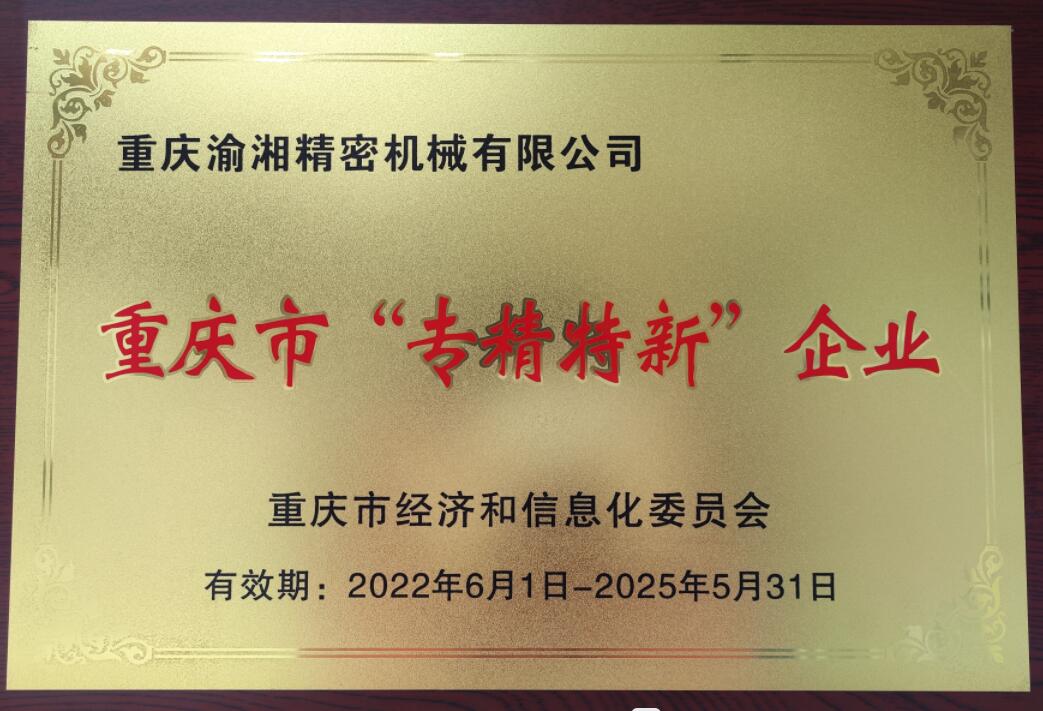 重庆渝湘精密机械有限公司
重庆市“专精特新”企业
重庆市经济和信息化委员会
有效期：2022年6月1日-2025年5月31日